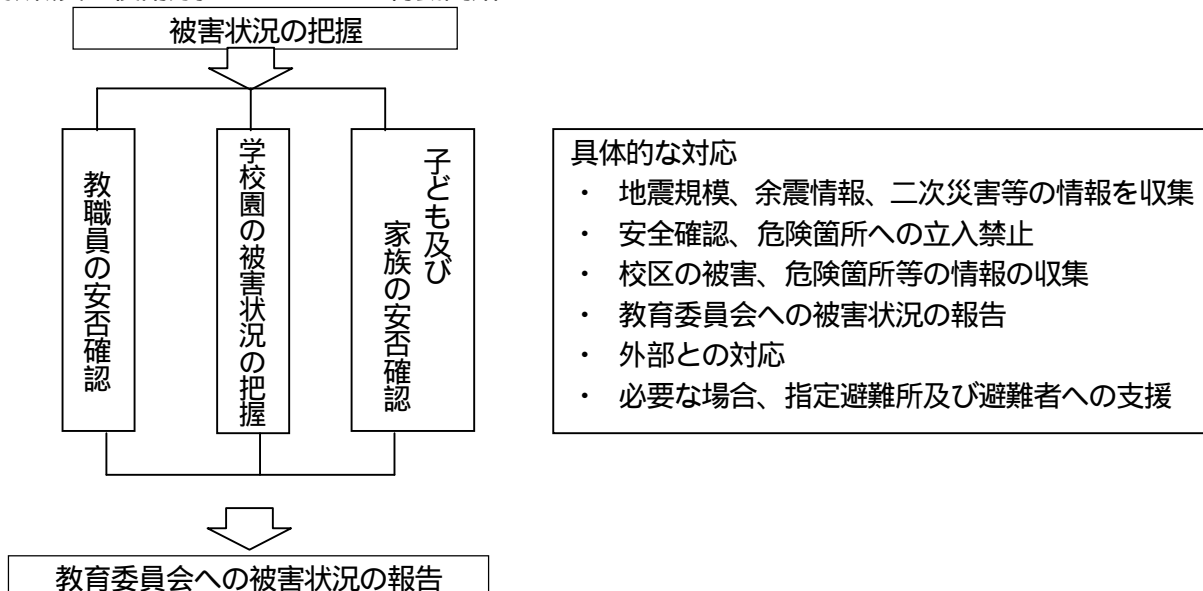 被害状況の把握
教職員の安否確認
学校園の被害状況の把握
子ども及び
家族の安否確認
具体的な対応
・ 地震規模、余震情報、二次災害等の情報を収集
・ 安全確認、危険箇所への立入禁止
・ 校区の被害、危険箇所等の情報の収集
・ 教育委員会への被害状況の報告
・ 外部との対応
・ 必要な場合、指定避難所及び避難者への支援
教育委員会への被害状況の報告